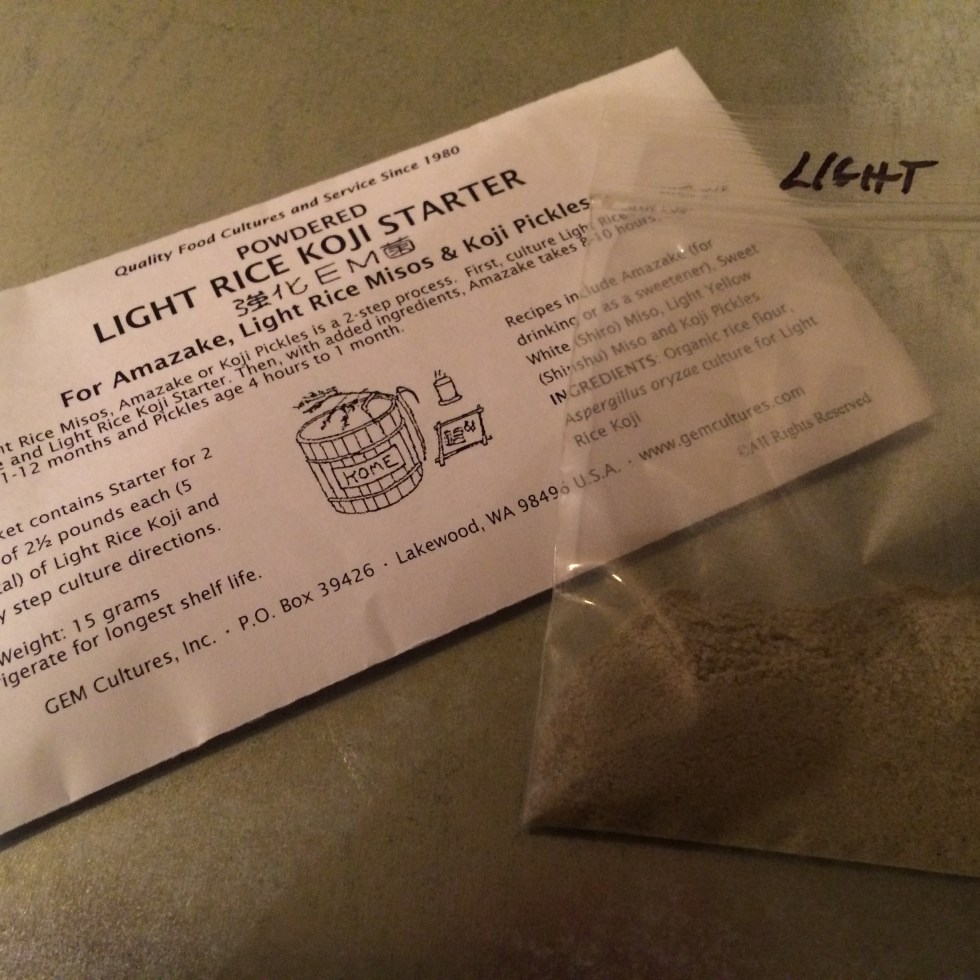 LIGHT
Quality Food Cultures and Service Since 1980
POWDERED
LIGHT RICE KOJI STARTER
強化EM菌
For Amazake, Light Rice Misos & Koji Pickles
Rice Misos, Amazake or Koji Pickles is a 2-step process. First, culture Light Rice
and Light Rice Koji Starter. Then, with added ingredients, Amazake takes 8-10 hours.
1-12 months and Pickles age 4 hours to 1 month.
contains Starter for 2
of 2½ pounds each (5
of Light Rice Koji and
step culture directions.
Weight: 15 grams
for longest shelf life.
KOME
Recipes include Amazake (for
drinking or as a sweetener), Sweet
White (Shiro) Miso, Light Yellow
(Shinshu) Miso and Koji Pickles
INGREDIENTS: Organic rice flour,
Aspergillus oryzae culture for Light
Rice Koji
GEM Cultures, Inc. · P.O. Box 39426 · Lakewood, WA 98496 U.S.A. · www.gemcultures.com
©All Rights Reserved